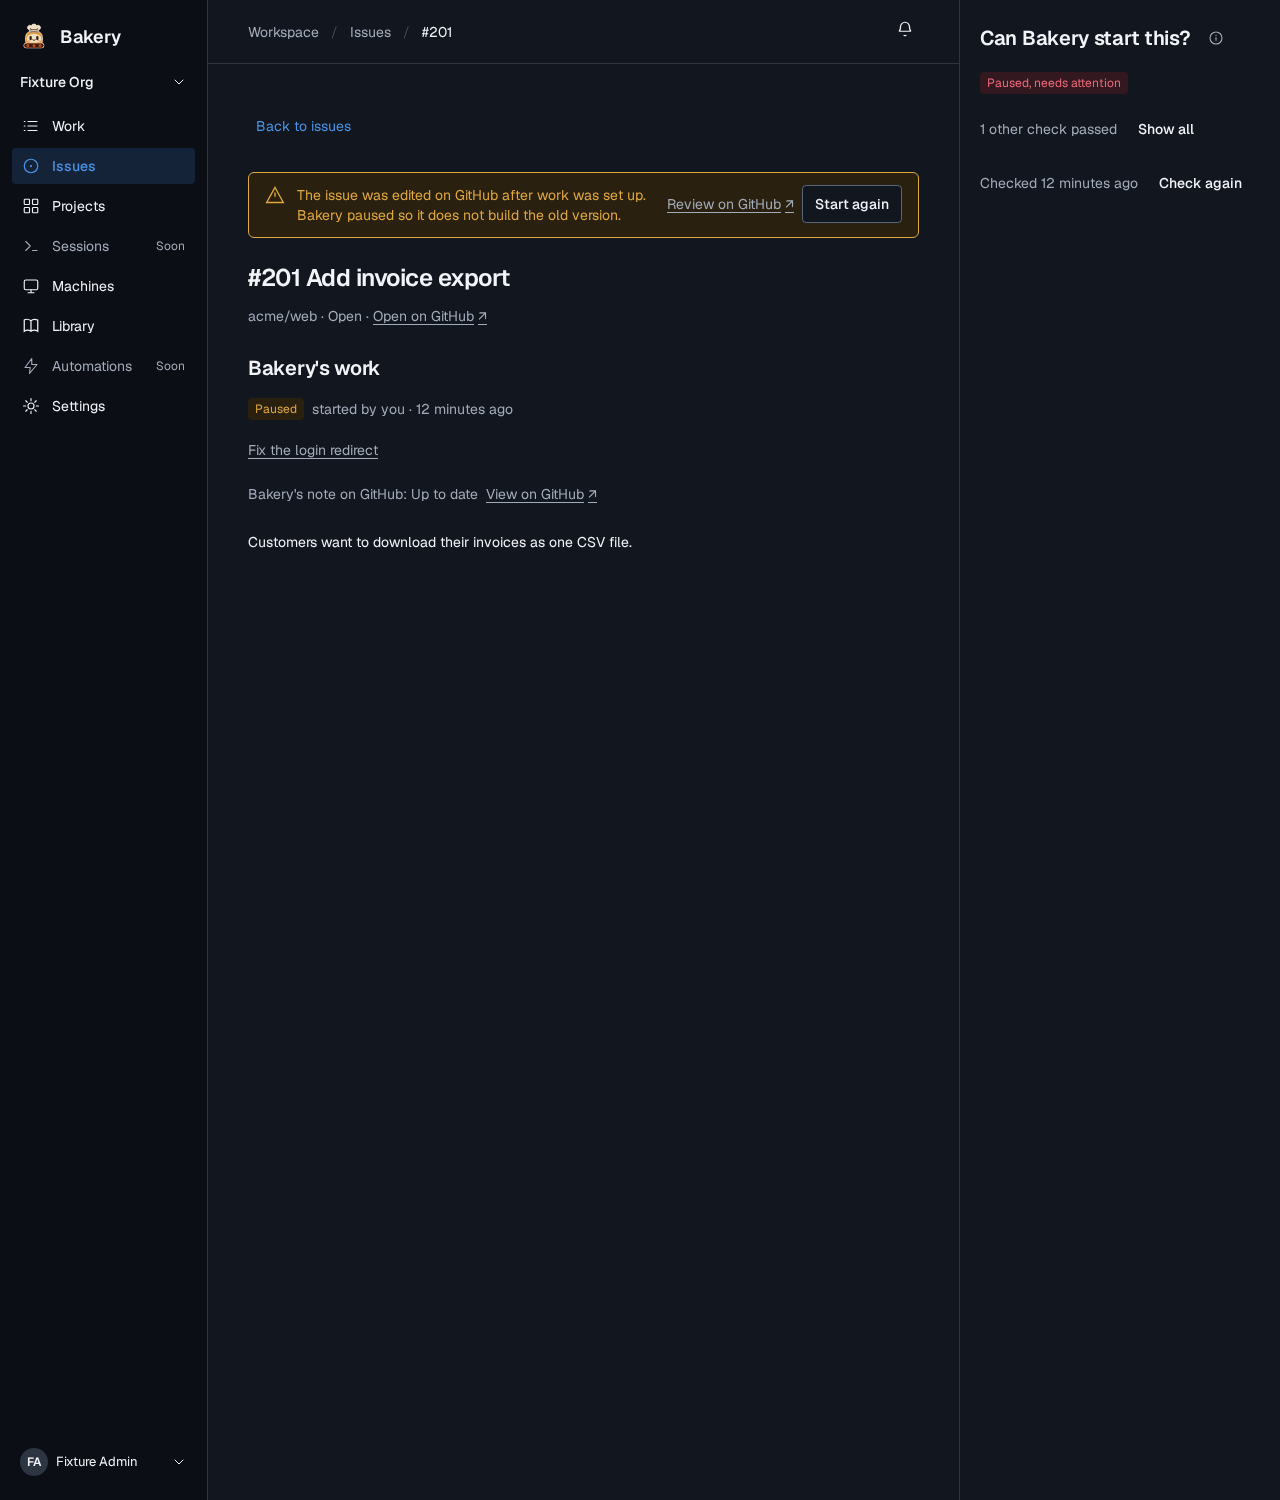 Bakery
Fixture Org
Work
Issues
Projects
Sessions Soon
Machines
Library
Automations Soon
Settings
FA Fixture Admin
Workspace / Issues / #201
Back to issues
The issue was edited on GitHub after work was set up.
Bakery paused so it does not build the old version.
Review on GitHub
Start again
#201 Add invoice export
acme/web · Open · Open on GitHub
Bakery's work
Paused started by you · 12 minutes ago
Fix the login redirect
Bakery's note on GitHub: Up to date View on GitHub
Customers want to download their invoices as one CSV file.
Can Bakery start this?
Paused, needs attention
1 other check passed Show all
Checked 12 minutes ago Check again